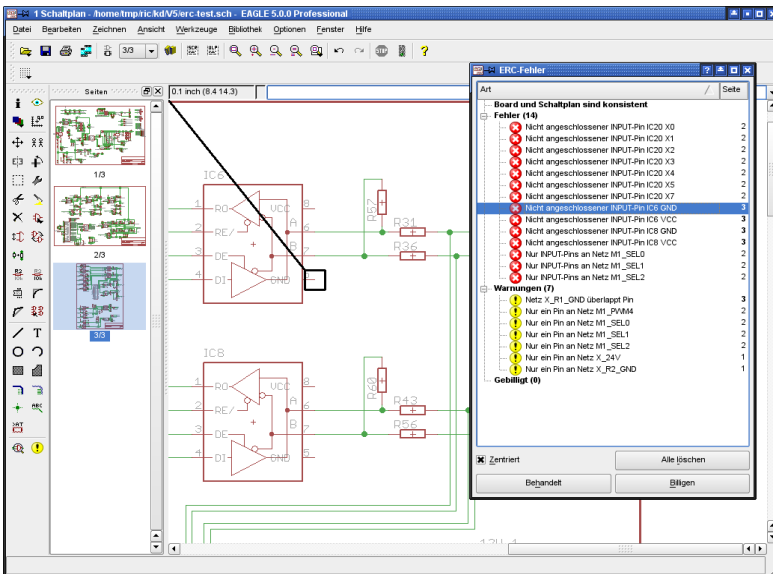 1 Schaltplan - /home/tmp/ric/kd/V5/erc-test.sch - EAGLE 5.0.0 Professional
Datei Bearbeiten Zeichnen Ansicht Werkzeuge Bibliothek Optionen Fenster Hilfe
3/3
Seiten
0.1 inch (8.4 14.3)
1/3
2/3
3/3
IC6
1 RO VCC 8
2 RE/ A 6
3 DE B 7
4 DI GND
R57
R31
R36
IC8
1 RO VCC 8
2 RE/ A 6
3 DE B 7
4 DI GND 5
R60
R43
R56
ERC-Fehler
Art Seite
Board und Schaltplan sind konsistent
Fehler (14)
Nicht angeschlossener INPUT-Pin IC20 X0 2
Nicht angeschlossener INPUT-Pin IC20 X1 2
Nicht angeschlossener INPUT-Pin IC20 X2 2
Nicht angeschlossener INPUT-Pin IC20 X3 2
Nicht angeschlossener INPUT-Pin IC20 X4 2
Nicht angeschlossener INPUT-Pin IC20 X5 2
Nicht angeschlossener INPUT-Pin IC20 X7 2
Nicht angeschlossener INPUT-Pin IC6 GND 3
Nicht angeschlossener INPUT-Pin IC6 VCC 3
Nicht angeschlossener INPUT-Pin IC8 GND 3
Nicht angeschlossener INPUT-Pin IC8 VCC 3
Nur INPUT-Pins an Netz M1_SEL0 2
Nur INPUT-Pins an Netz M1_SEL1 2
Nur INPUT-Pins an Netz M1_SEL2 2
Warnungen (7)
Netz X_R1_GND überlappt Pin 3
Nur ein Pin an Netz M1_PWM4 2
Nur ein Pin an Netz M1_SEL0 2
Nur ein Pin an Netz M1_SEL1 2
Nur ein Pin an Netz M1_SEL2 2
Nur ein Pin an Netz X_24V 1
Nur ein Pin an Netz X_R2_GND 1
Gebilligt (0)
Zentriert
Alle löschen
Behandelt
Billigen